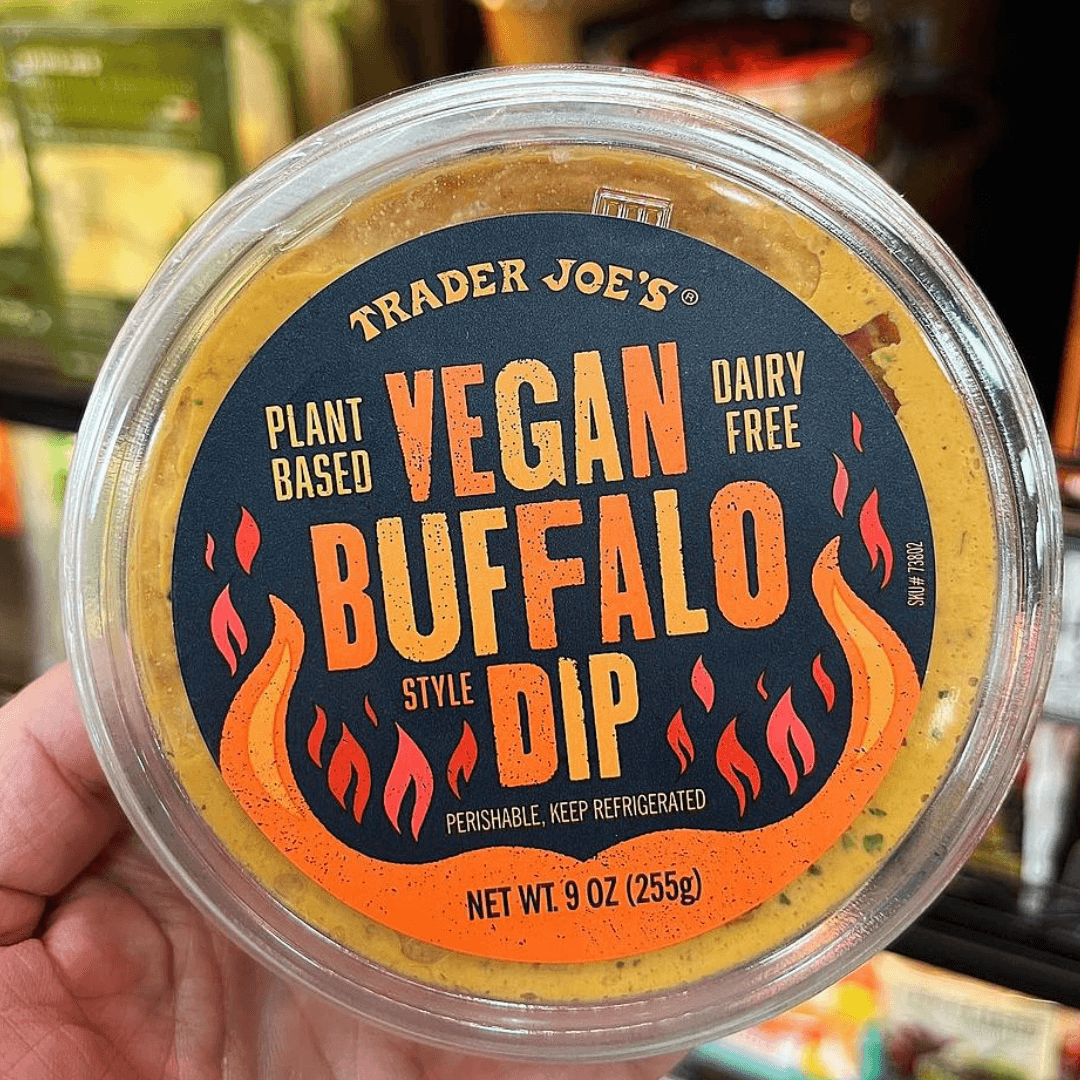 TRADER JOE'S®
PLANT
BASED
VEGAN
DAIRY
FREE
BUFFALO
STYLE
DIP
PERISHABLE, KEEP REFRIGERATED
NET WT. 9 OZ (255g)
SKU# 73802